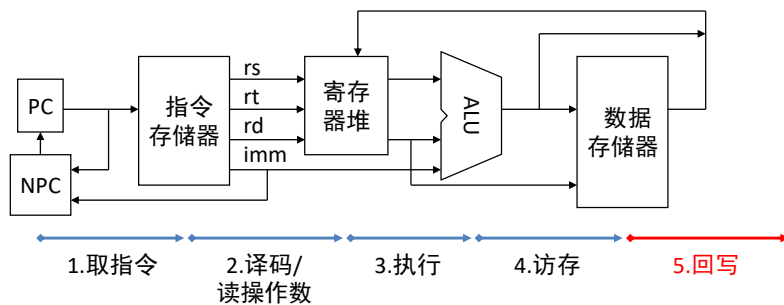 rs
rt
rd
imm
PC
NPC
指令
存储器
寄存
器堆
ALU
数据
存储器
1.取指令
2.译码/
读操作数
3.执行
4.访存
5.回写